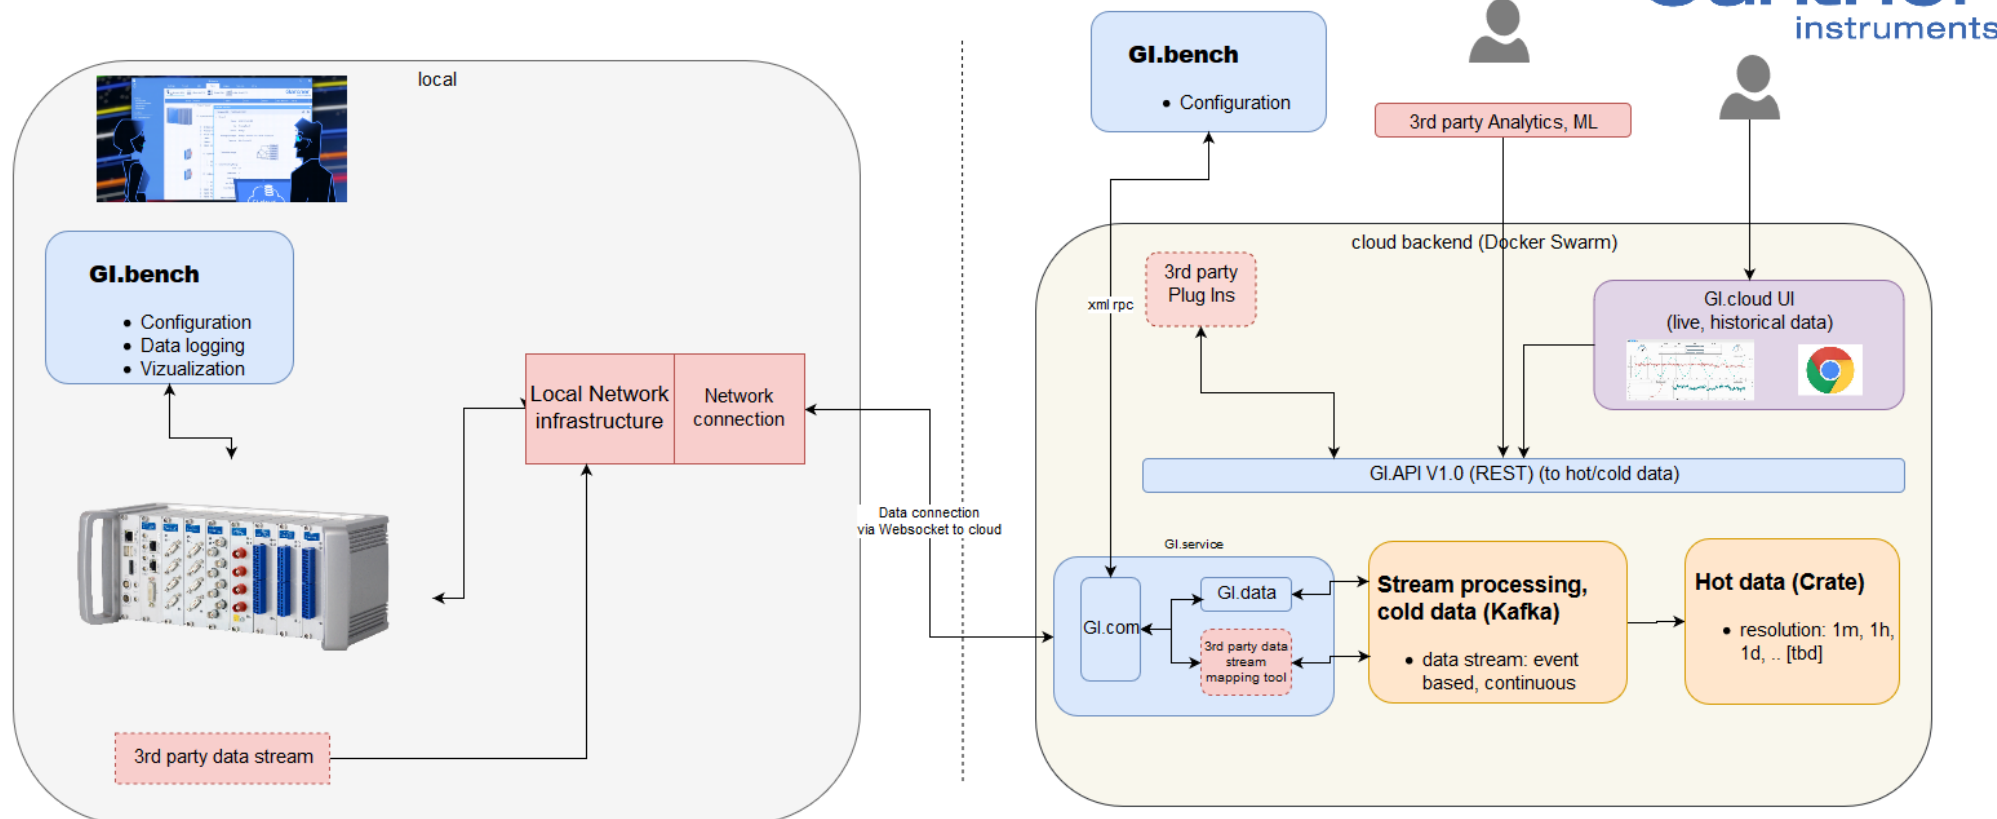 instruments
local
GI.bench
• Configuration
• Data logging
• Vizualization
Local Network
infrastructure
Network
connection
3rd party data stream
Data connection
via Websocket to cloud
GI.bench
• Configuration
3rd party Analytics, ML
cloud backend (Docker Swarm)
xml rpc
3rd party
Plug Ins
GI.cloud UI
(live, historical data)
GI.API V1.0 (REST) (to hot/cold data)
GI.service
GI.com
GI.data
3rd party data
stream
mapping tool
Stream processing,
cold data (Kafka)
• data stream: event
based, continuous
Hot data (Crate)
• resolution: 1m, 1h,
1d, .. [tbd]